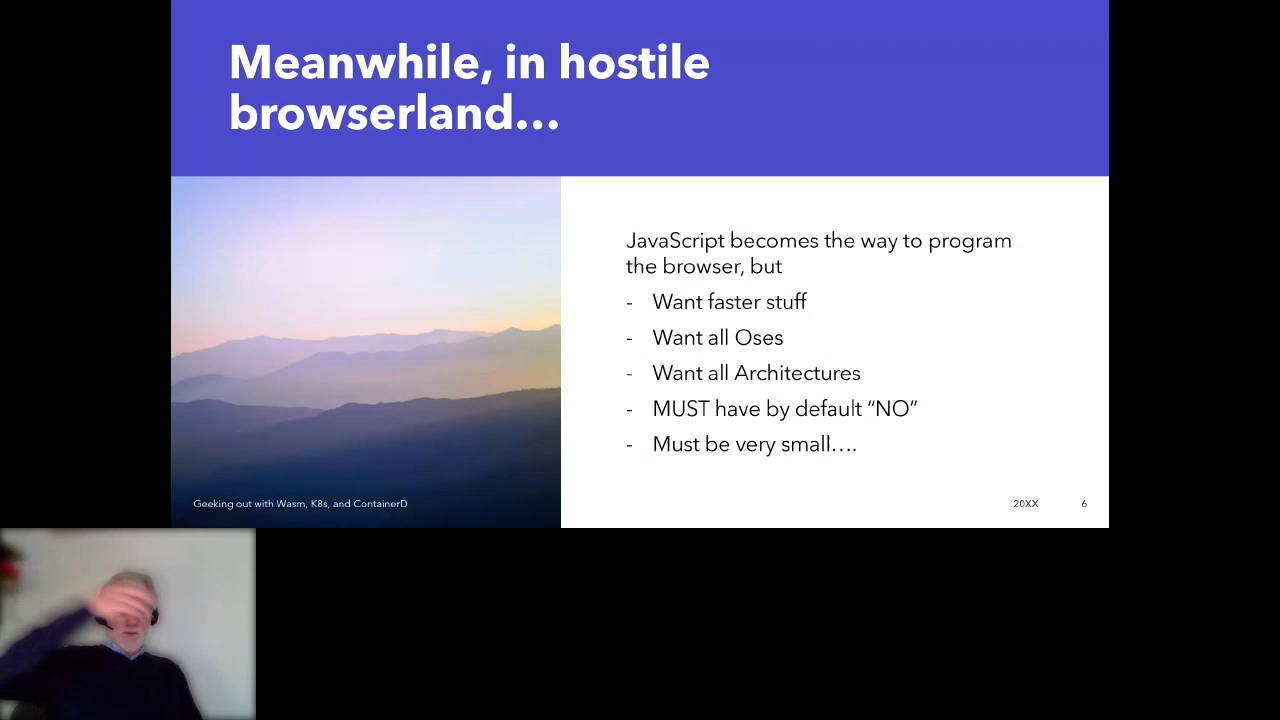 Meanwhile, in hostile
browserland…
JavaScript becomes the way to program
the browser, but
- Want faster stuff
- Want all Oses
- Want all Architectures
- MUST have by default “NO”
- Must be very small….
Geeking out with Wasm, K8s, and ContainerD
20XX
6